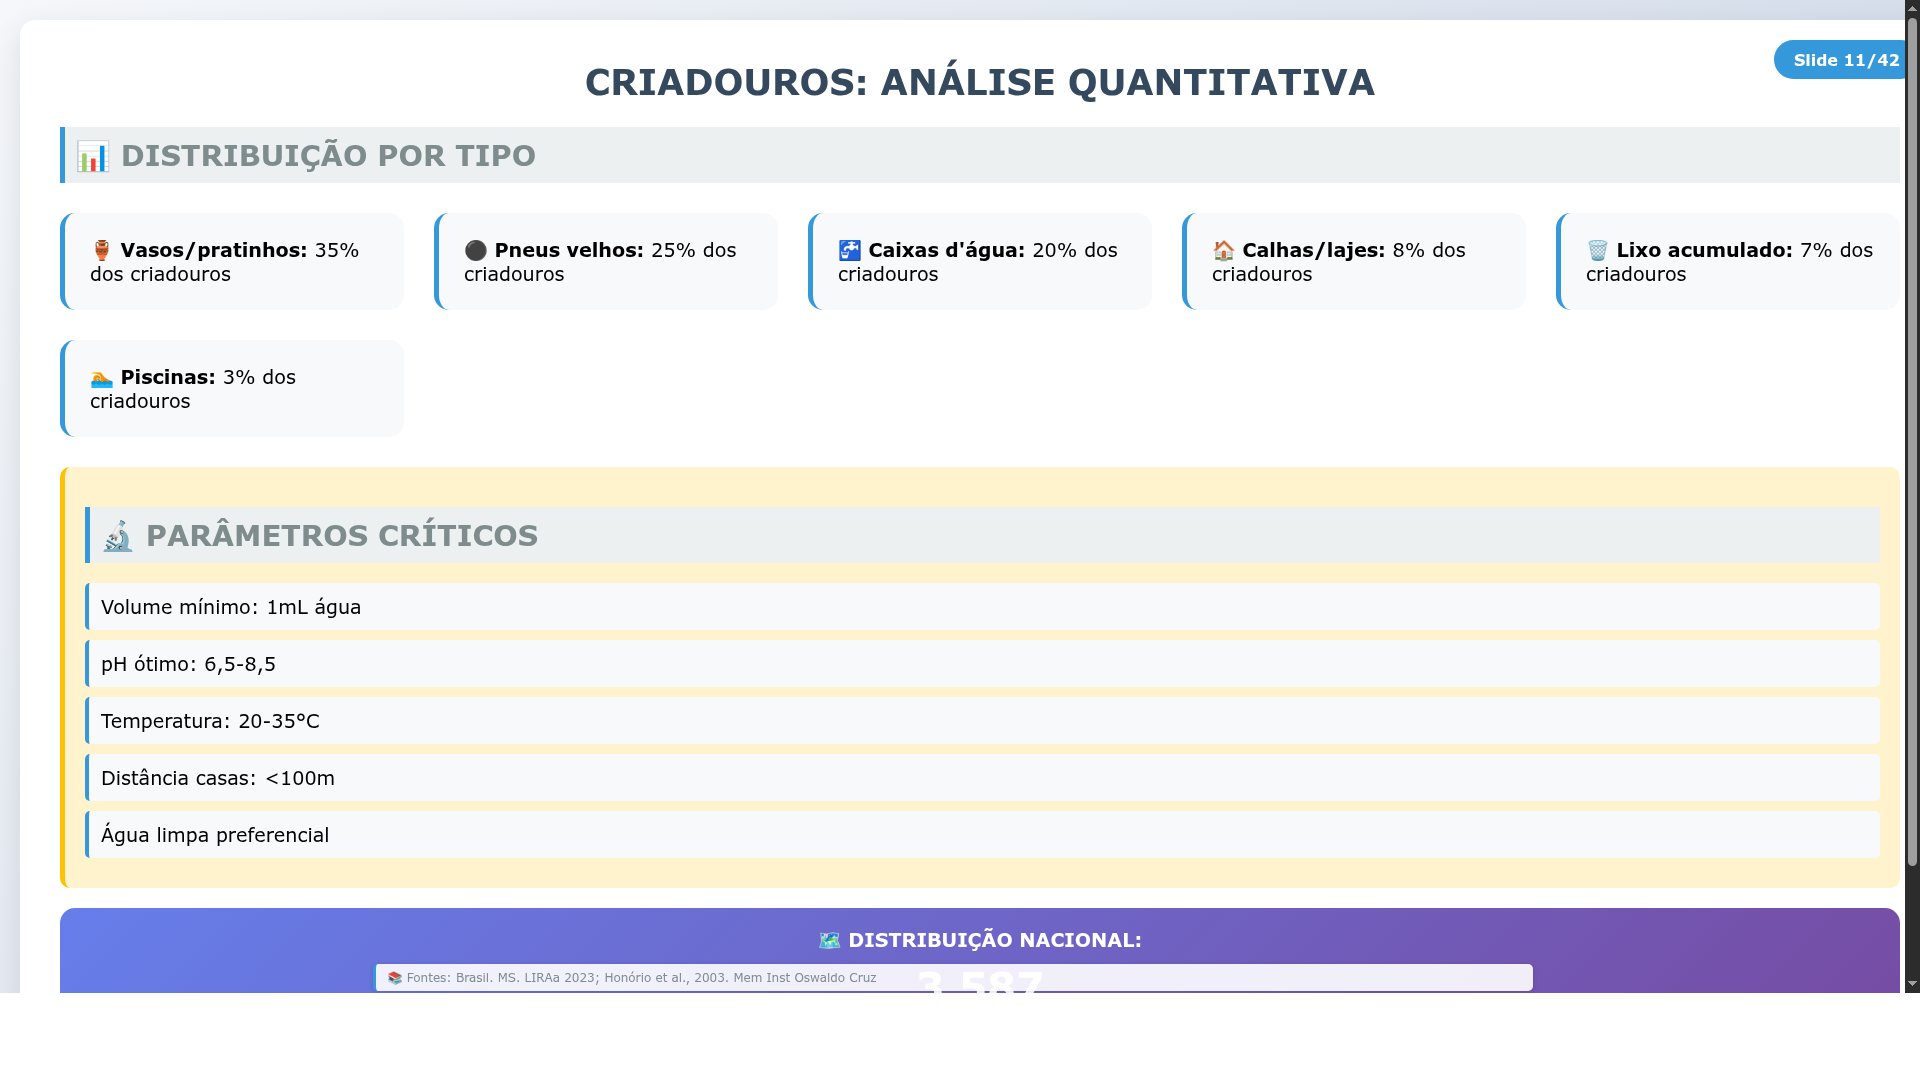 Slide 11/42
CRIADOUROS: ANÁLISE QUANTITATIVA
📊 DISTRIBUIÇÃO POR TIPO
🏺 Vasos/pratinhos: 35%
dos criadouros
⚫ Pneus velhos: 25% dos
criadouros
🚰 Caixas d'água: 20% dos
criadouros
🏠 Calhas/lajes: 8% dos
criadouros
🗑️ Lixo acumulado: 7% dos
criadouros
🏊 Piscinas: 3% dos
criadouros
🔬 PARÂMETROS CRÍTICOS
Volume mínimo: 1mL água
pH ótimo: 6,5-8,5
Temperatura: 20-35°C
Distância casas: <100m
Água limpa preferencial
🗺️ DISTRIBUIÇÃO NACIONAL:
📚 Fontes: Brasil. MS. LIRAa 2023; Honório et al., 2003. Mem Inst Oswaldo Cruz
3.587